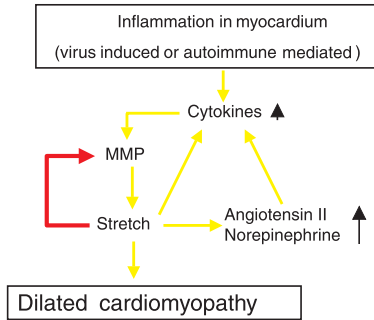 Inflammation in myocardium
(virus induced or autoimmune mediated )
Cytokines
MMP
Stretch
Angiotensin II
Norepinephrine
Dilated cardiomyopathy